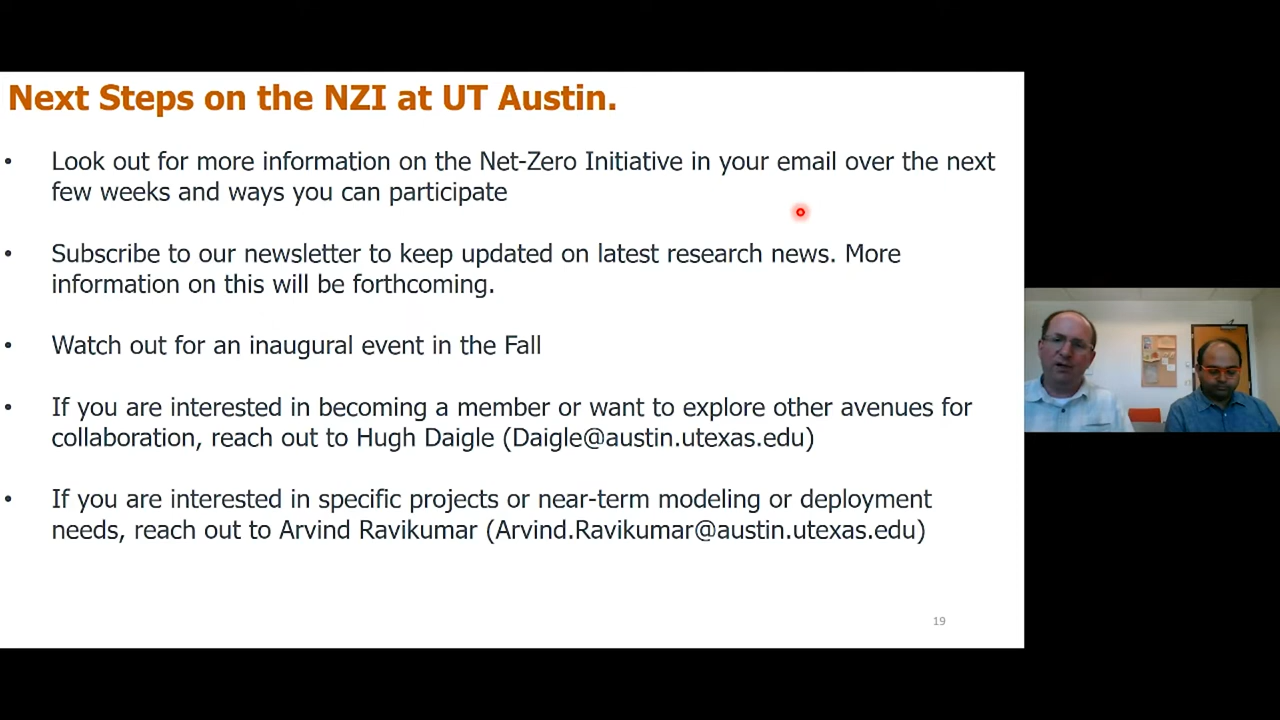 Next Steps on the NZI at UT Austin.
• Look out for more information on the Net-Zero Initiative in your email over the next
few weeks and ways you can participate
• Subscribe to our newsletter to keep updated on latest research news. More
information on this will be forthcoming.
• Watch out for an inaugural event in the Fall
• If you are interested in becoming a member or want to explore other avenues for
collaboration, reach out to Hugh Daigle (Daigle@austin.utexas.edu)
• If you are interested in specific projects or near-term modeling or deployment
needs, reach out to Arvind Ravikumar (Arvind.Ravikumar@austin.utexas.edu)
19